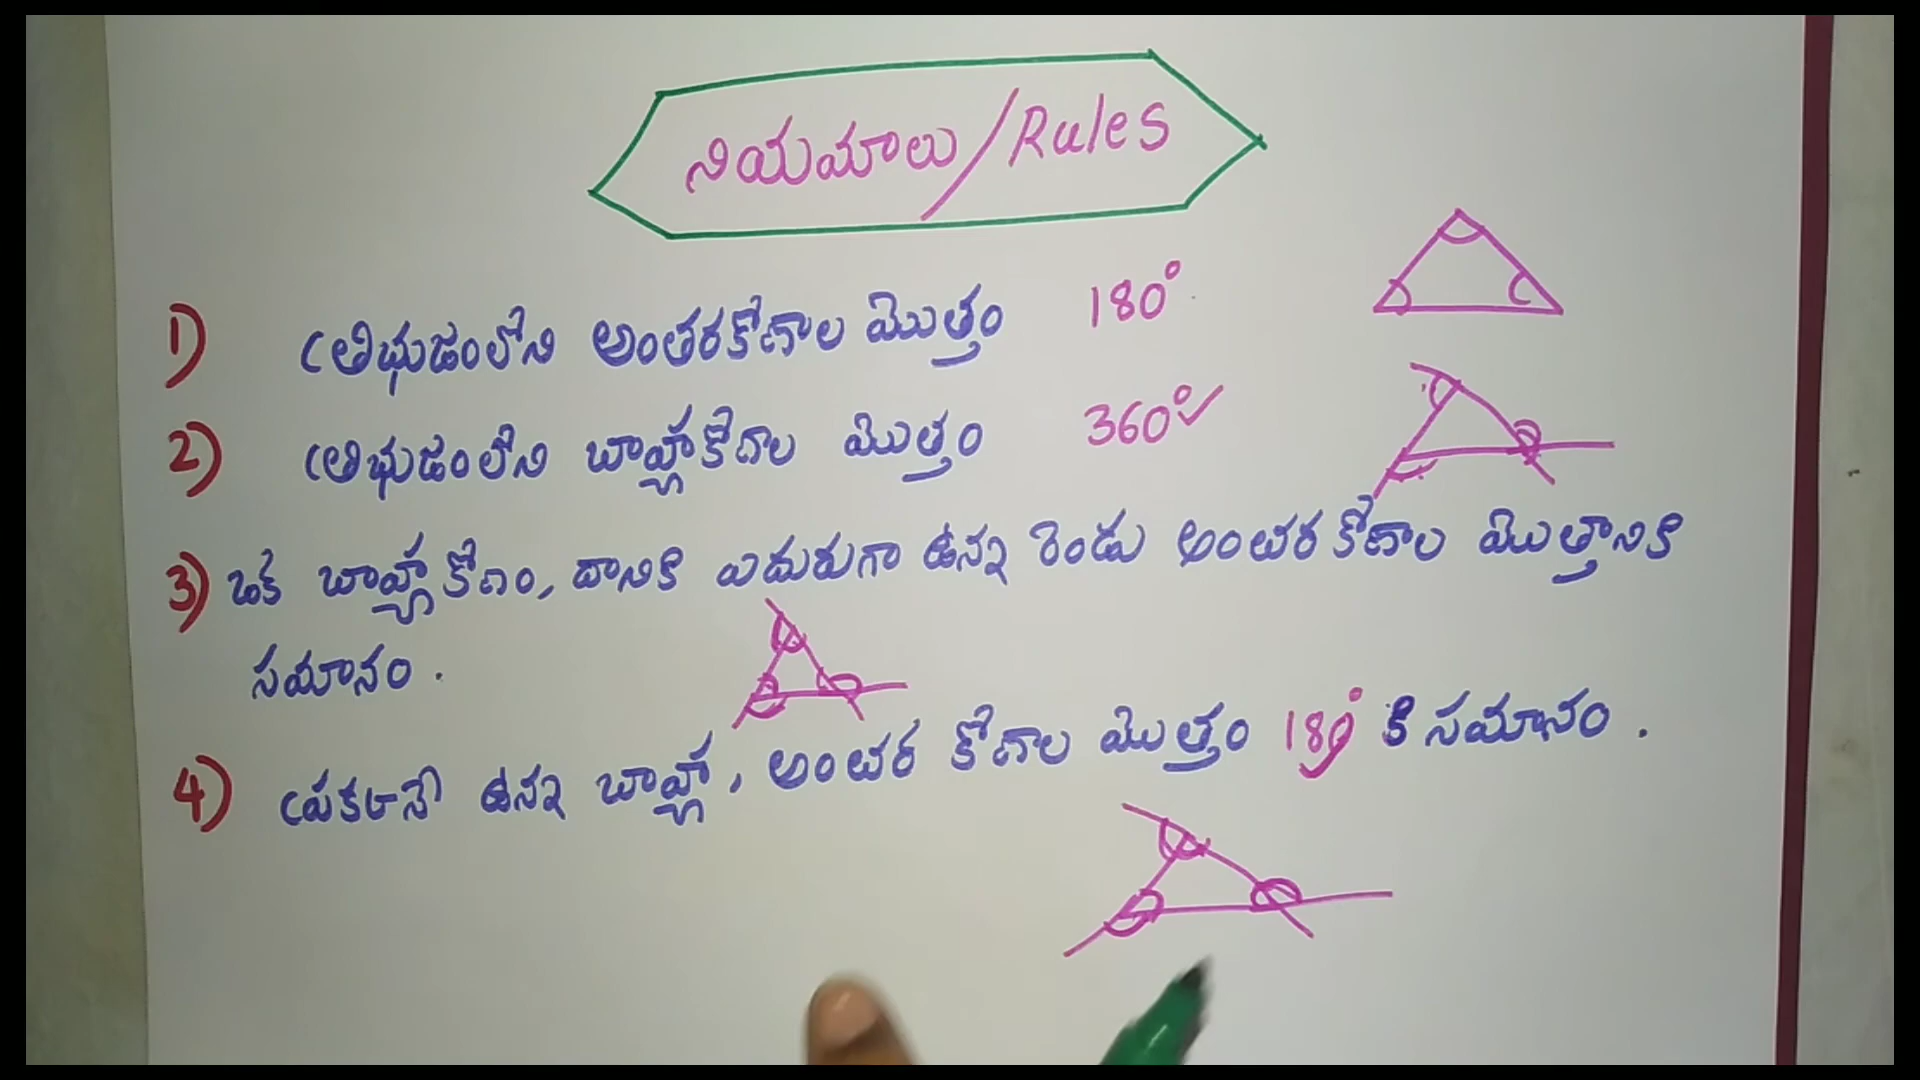 నియమాలు/Rules
1) త్రిభుజంలోని అంతరకోణాల మొత్తం 180°
2) త్రిభుజంలోని బాహ్యకోణాల మొత్తం 360°✓
3) ఒక బాహ్య కోణం, దానికి ఎదురుగా ఉన్న రెండు అంతర కోణాల మొత్తానికి
సమానం.
4) ప్రక్కనే ఉన్న బాహ్య, అంతర కోణాల మొత్తం 180° కి సమానం.